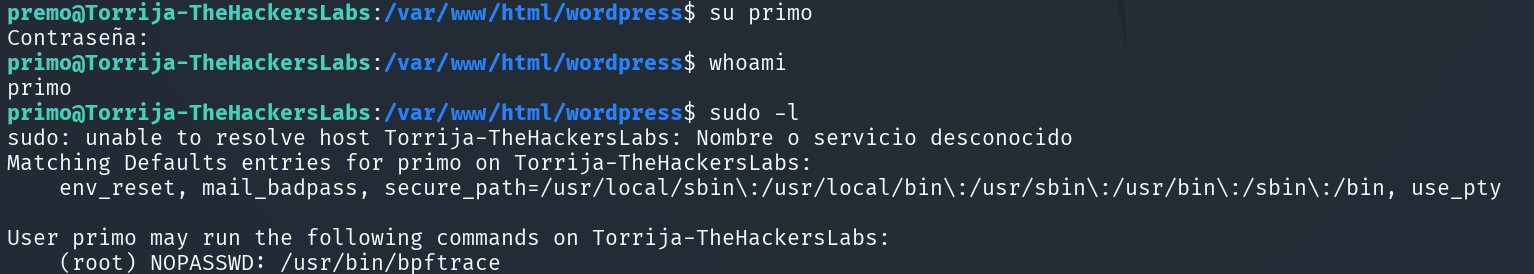 premo@Torrija-TheHackersLabs:/var/www/html/wordpress$ su primo
Contraseña:
primo@Torrija-TheHackersLabs:/var/www/html/wordpress$ whoami
primo
primo@Torrija-TheHackersLabs:/var/www/html/wordpress$ sudo -l
sudo: unable to resolve host Torrija-TheHackersLabs: Nombre o servicio desconocido
Matching Defaults entries for primo on Torrija-TheHackersLabs:
    env_reset, mail_badpass, secure_path=/usr/local/sbin\:/usr/local/bin\:/usr/sbin\:/usr/bin\:/sbin\:/bin, use_pty

User primo may run the following commands on Torrija-TheHackersLabs:
    (root) NOPASSWD: /usr/bin/bpftrace